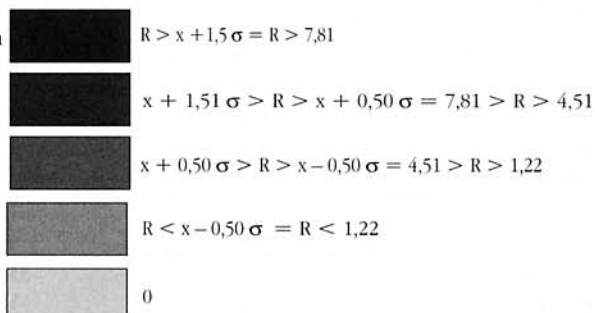 R > x +1,5 σ = R > 7,81
x + 1,51 σ > R > x + 0,50 σ = 7,81 > R > 4,51
x + 0,50 σ > R > x – 0,50 σ = 4,51 > R > 1,22
R < x – 0,50 σ = R < 1,22
0